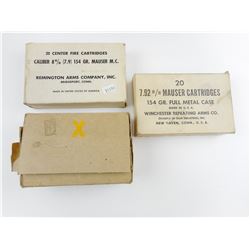 20 CENTER FIRE CARTRIDGES
CALIBER 8 M/M (7.9) 154 GR. MAUSER M.C.
REMINGTON ARMS COMPANY, INC.
BRIDGEPORT, CONN.
MADE IN UNITED STATES OF AMERICA
20
7.92 M/M MAUSER CARTRIDGES
154 GR. FULL METAL CASE
MADE IN U.S.A.
WINCHESTER REPEATING ARMS CO.
NEW HAVEN, CONN., U.S.A.
X